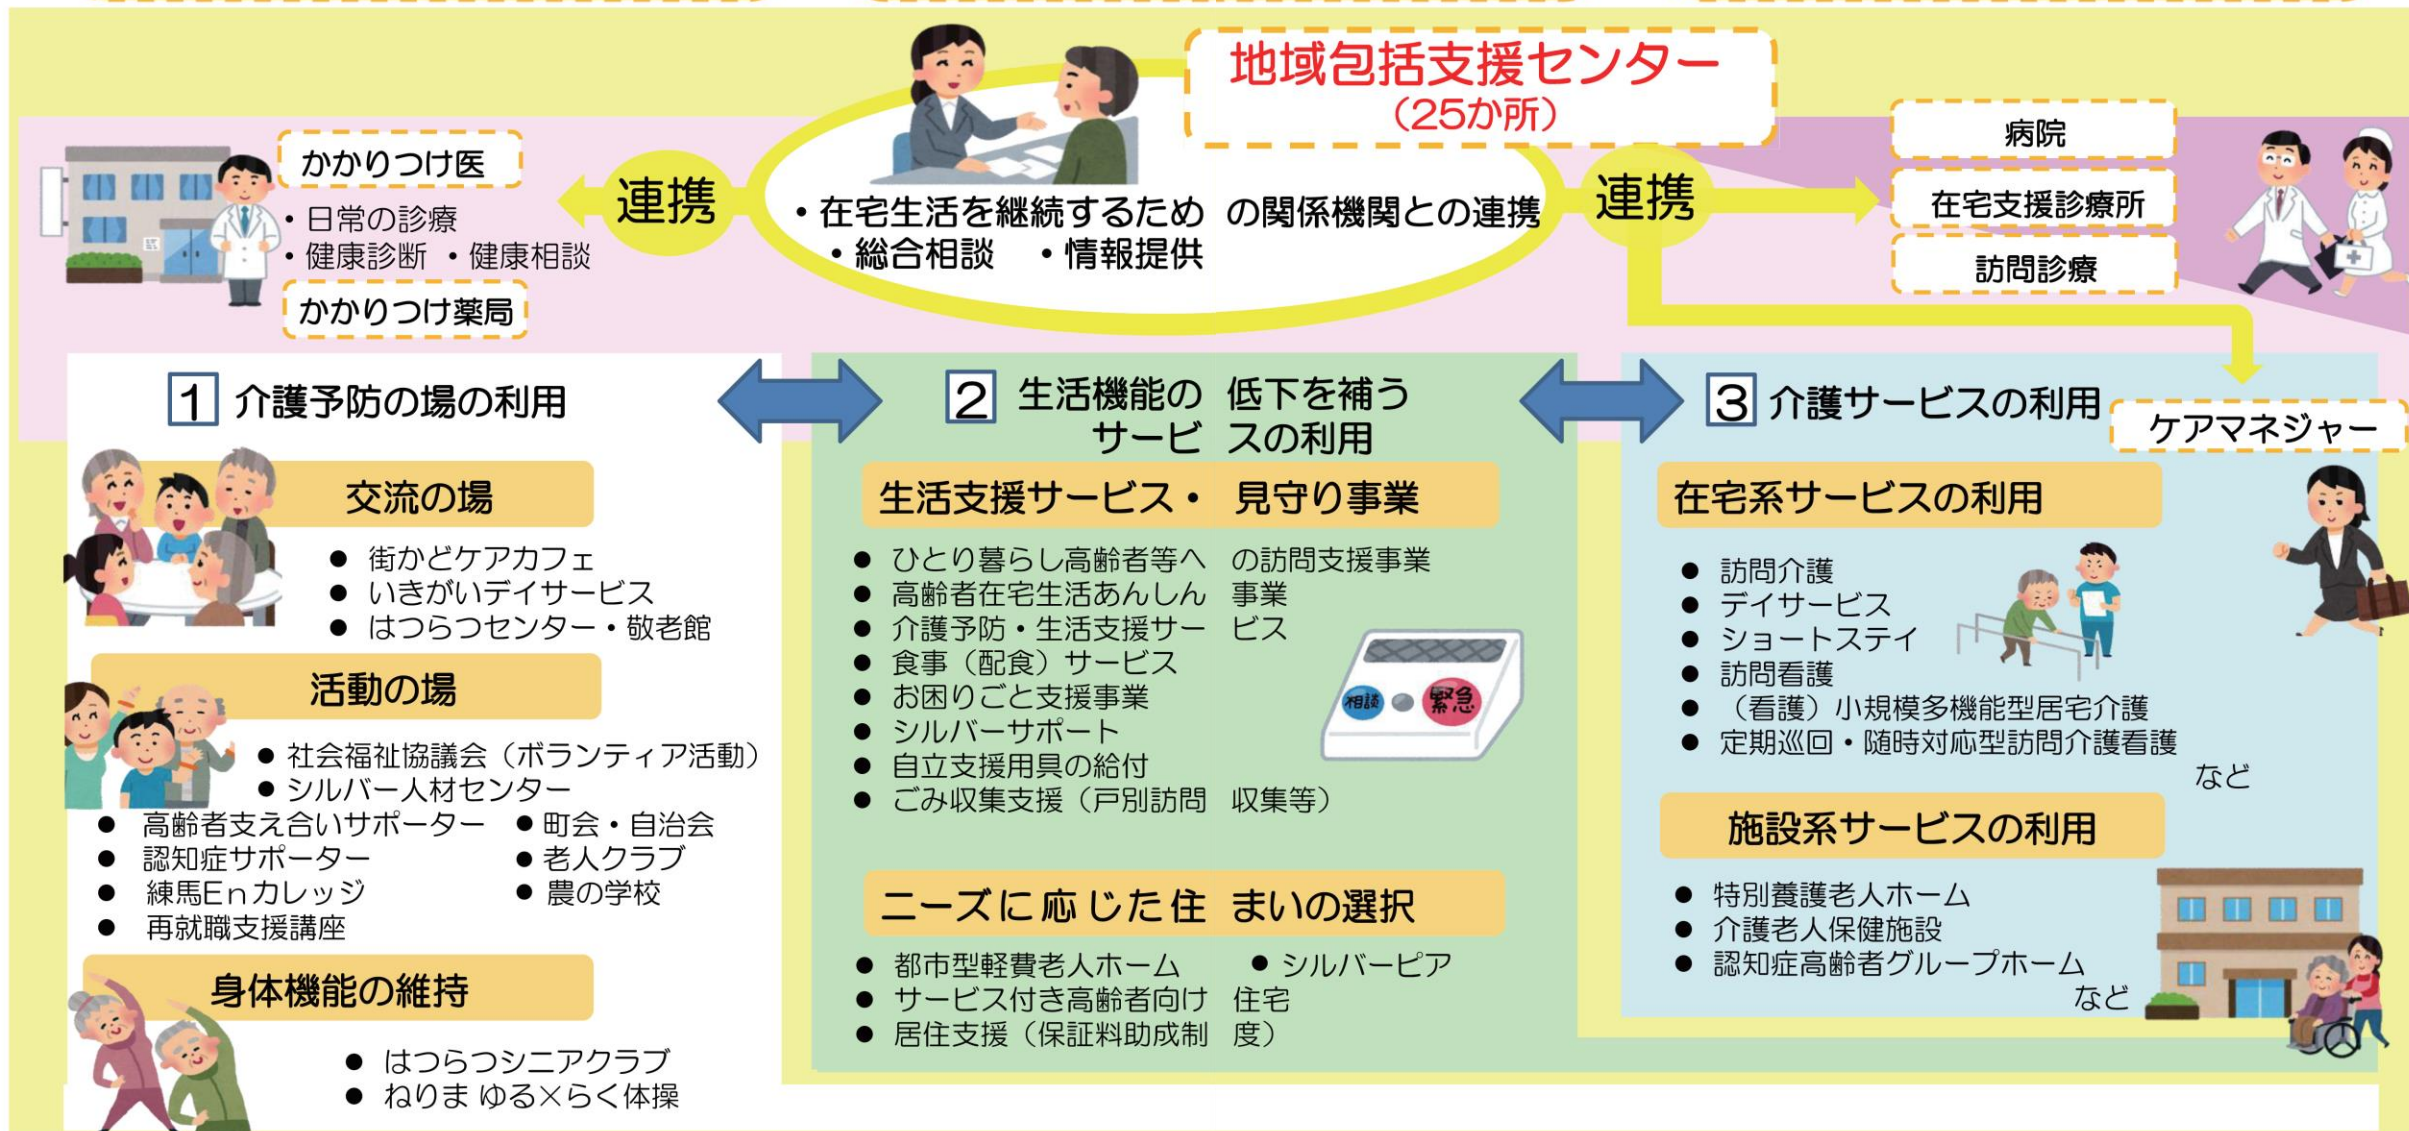 地域包括支援センター
(25か所)
・在宅生活を継続するため の関係機関との連携
・総合相談 ・情報提供
連携
かかりつけ医
・日常の診療
・健康診断 ・健康相談
かかりつけ薬局
連携
病院
在宅支援診療所
訪問診療
1 介護予防の場の利用
交流の場
● 街かどケアカフェ
● いきがいデイサービス
● はつらつセンター・敬老館
活動の場
● 社会福祉協議会（ボランティア活動）
● シルバー人材センター
● 高齢者支え合いサポーター ● 町会・自治会
● 認知症サポーター ● 老人クラブ
● 練馬Enカレッジ ● 農の学校
● 再就職支援講座
身体機能の維持
● はつらつシニアクラブ
● ねりま ゆる×らく体操
2 生活機能の 低下を補う
サービ スの利用
生活支援サービス・ 見守り事業
● ひとり暮らし高齢者等へ の訪問支援事業
● 高齢者在宅生活あんしん 事業
● 介護予防・生活支援サー ビス
● 食事（配食）サービス
● お困りごと支援事業
● シルバーサポート
● 自立支援用具の給付
● ごみ収集支援（戸別訪問 収集等）
相談 緊急
ニーズに応じた住 まいの選択
● 都市型軽費老人ホーム ● シルバーピア
● サービス付き高齢者向け 住宅
● 居住支援（保証料助成制 度）
3 介護サービスの利用
ケアマネジャー
在宅系サービスの利用
● 訪問介護
● デイサービス
● ショートステイ
● 訪問看護
● （看護）小規模多機能型居宅介護
● 定期巡回・随時対応型訪問介護看護
など
施設系サービスの利用
● 特別養護老人ホーム
● 介護老人保健施設
● 認知症高齢者グループホーム
など